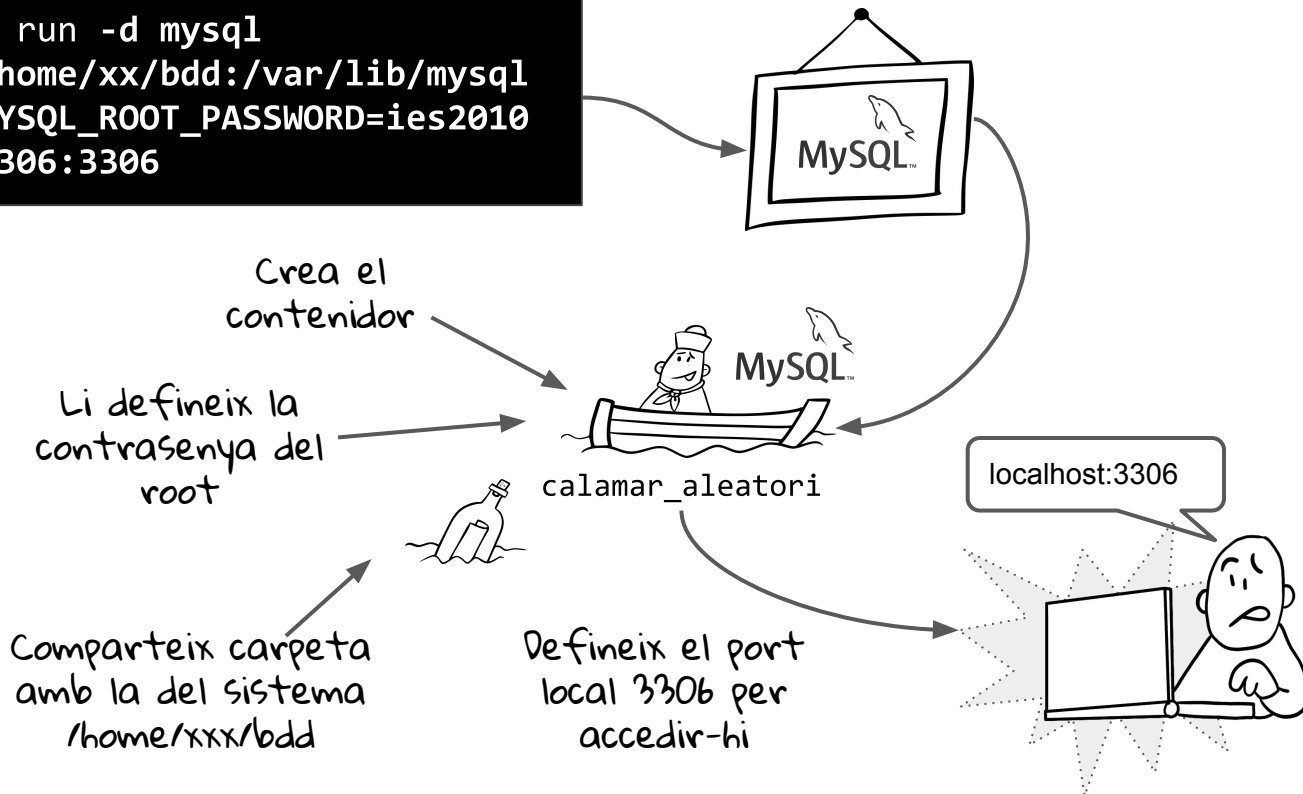 run -d mysql
home/xx/bdd:/var/lib/mysql
YSQL_ROOT_PASSWORD=ies2010
306:3306
MySQL™
Crea el
contenidor
MySQL™
Li defineix la
contrasenya del
root
calamar_aleatori
localhost:3306
Comparteix carpeta
amb la del sistema
/home/xxx/bdd
Defineix el port
local 3306 per
accedir-hi